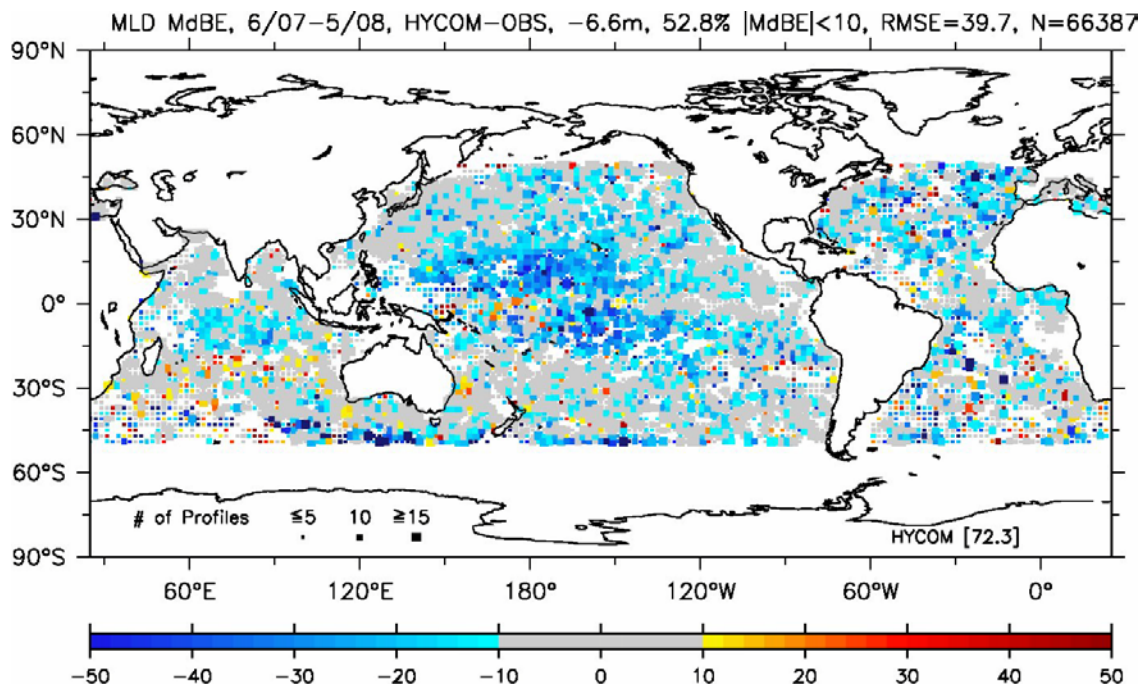 MLD MdBE, 6/07−5/08, HYCOM−OBS, −6.6m, 52.8% |MdBE|<10, RMSE=39.7, N=66387
90°N
60°N
30°N
0°
30°S
60°S
90°S
# of Profiles ≦5 10 ≧15
HYCOM [72.3]
60°E 120°E 180° 120°W 60°W 0°
−50 −40 −30 −20 −10 0 10 20 30 40 50